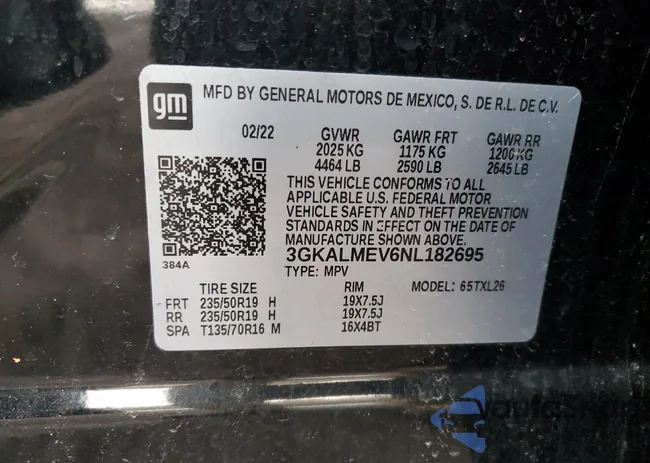 gm
MFD BY GENERAL MOTORS DE MEXICO, S. DE R.L. DE C.V.
02/22 GVWR GAWR FRT GAWR RR
2025 KG 1175 KG 1200 KG
4464 LB 2590 LB 2645 LB
THIS VEHICLE CONFORMS TO ALL
APPLICABLE U.S. FEDERAL MOTOR
VEHICLE SAFETY AND THEFT PREVENTION
STANDARDS IN EFFECT ON THE DATE OF
MANUFACTURE SHOWN ABOVE.
3GKALMEV6NL182695
384A
TYPE: MPV
TIRE SIZE RIM MODEL: 65TXL26
FRT 235/50R19 H 19X7.5J
RR 235/50R19 H 19X7.5J
SPA T135/70R16 M 16X4BT